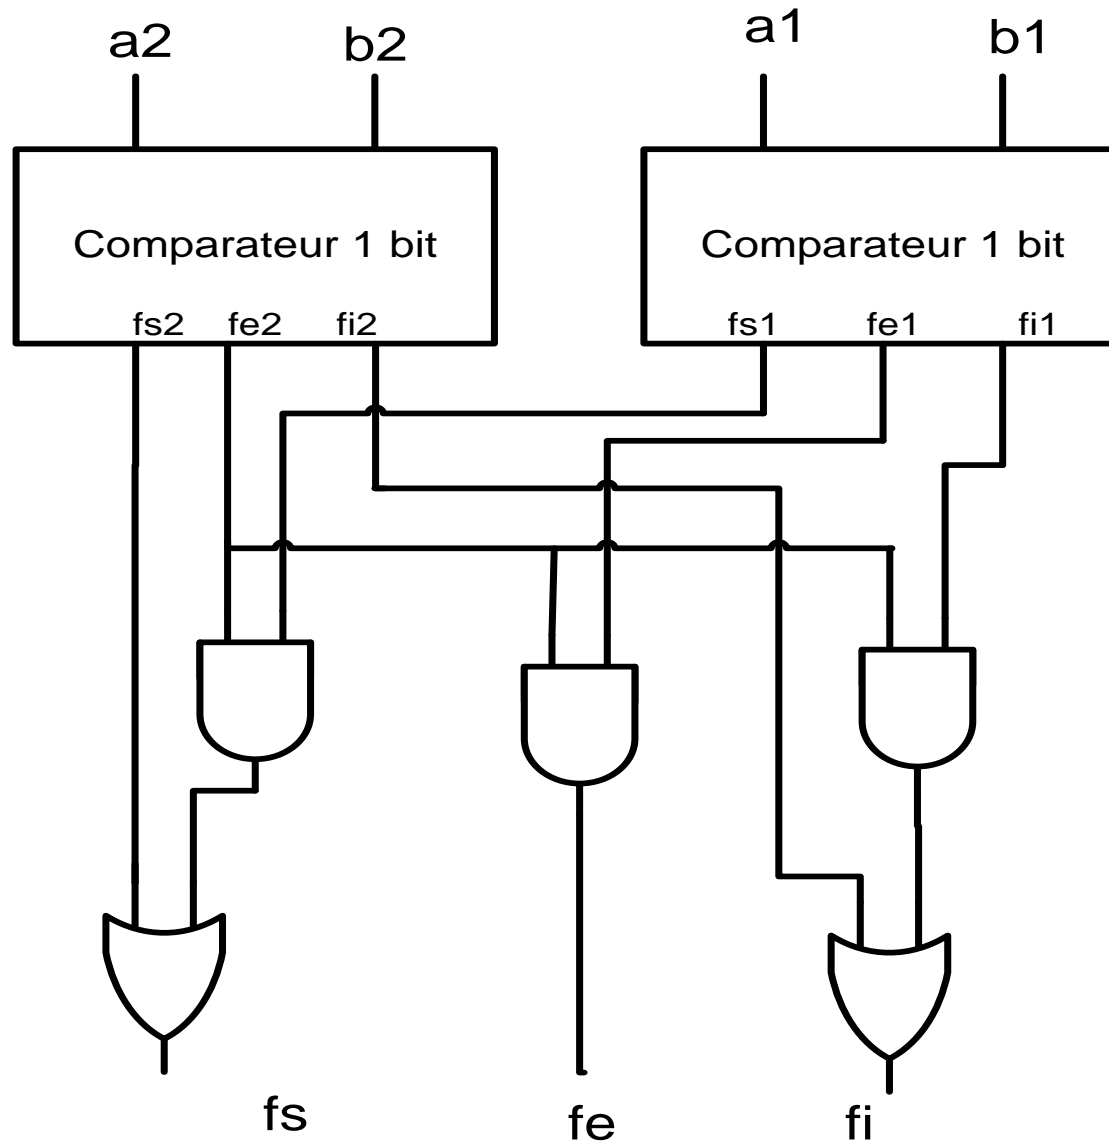 a2 b2 a1 b1
Comparateur 1 bit Comparateur 1 bit
fs2 fe2 fi2 fs1 fe1 fi1
fs fe fi